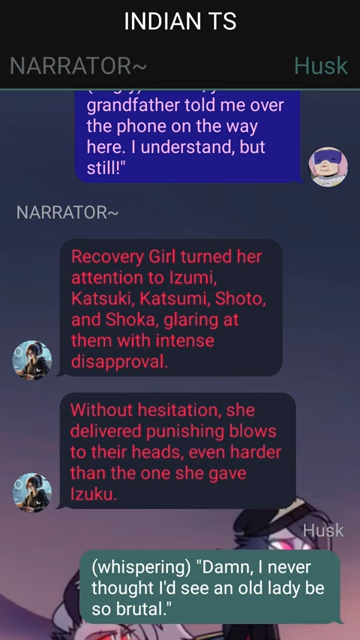 INDIAN TS
NARRATOR~ Husk
grandfather told me over
the phone on the way
here. I understand, but
still!"
NARRATOR~
Recovery Girl turned her
attention to Izumi,
Katsuki, Katsumi, Shoto,
and Shoka, glaring at
them with intense
disapproval.
Without hesitation, she
delivered punishing blows
to their heads, even harder
than the one she gave
Izuku.
Husk
(whispering) "Damn, I never
thought I'd see an old lady be
so brutal."